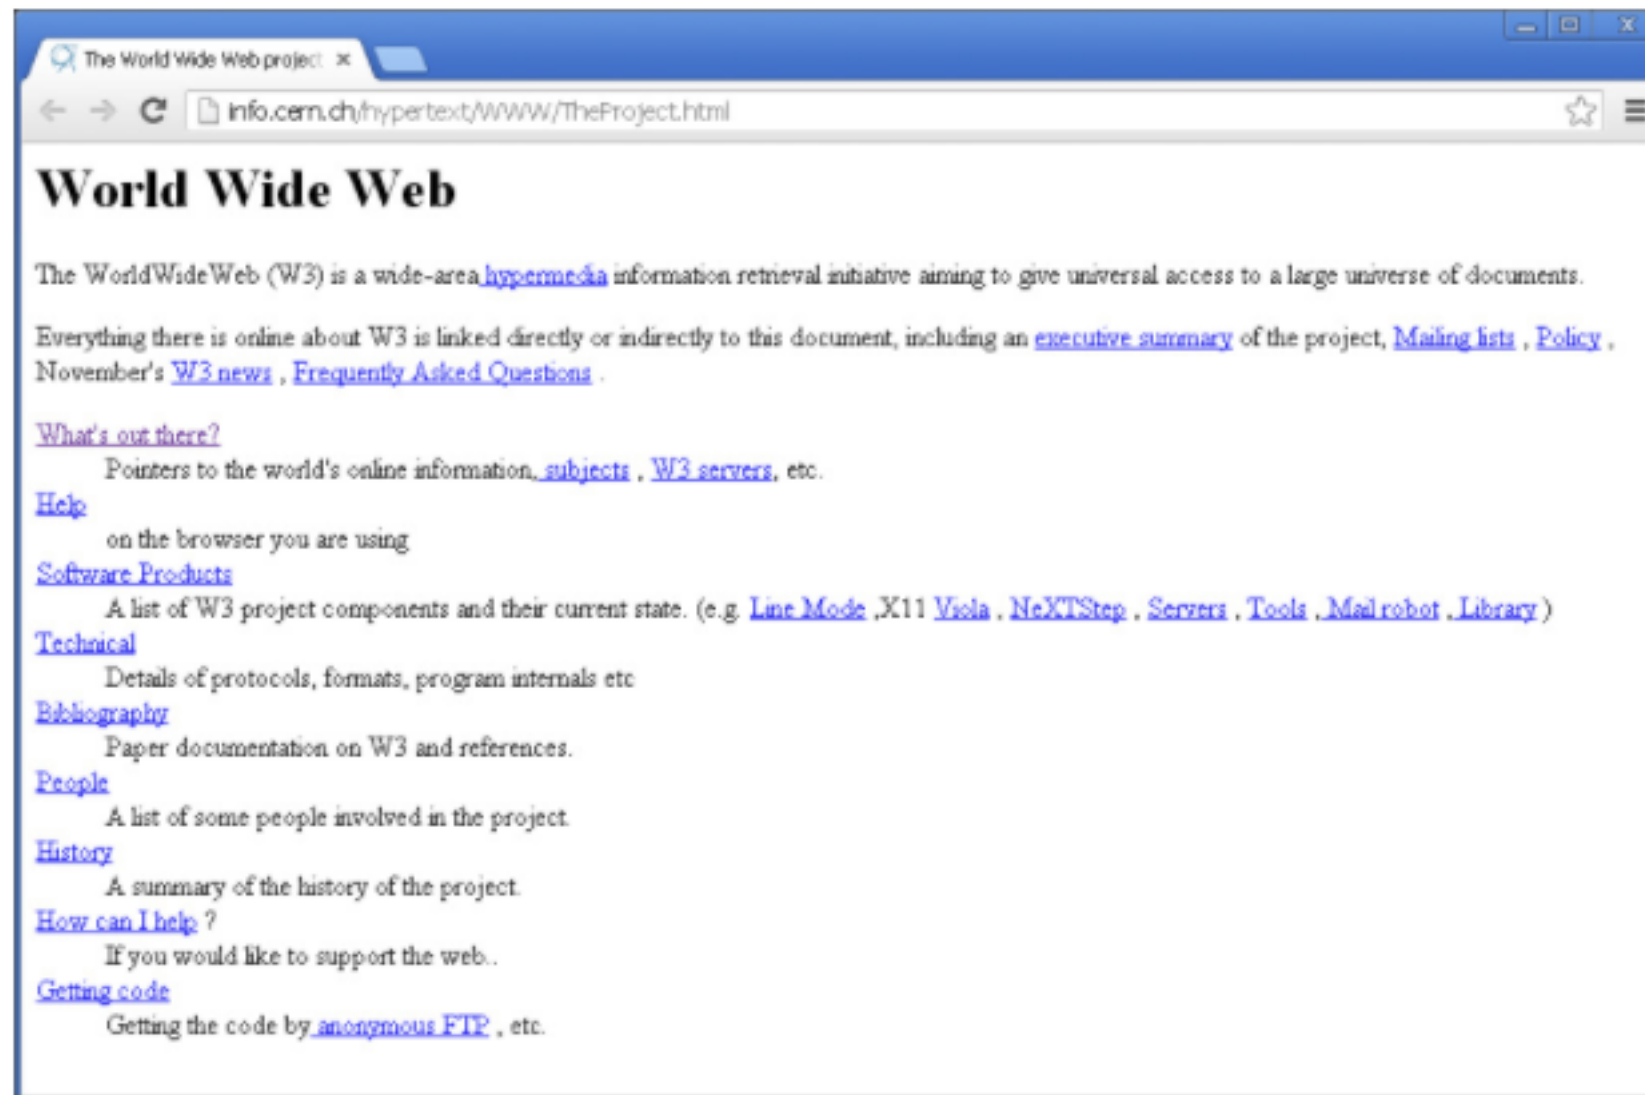 The World Wide Web project
info.cern.ch/hypertext/WWW/TheProject.html
World Wide Web
The WorldWideWeb (W3) is a wide-area hypermedia information retrieval initiative aiming to give universal access to a large universe of documents.
Everything there is online about W3 is linked directly or indirectly to this document, including an executive summary of the project, Mailing lists , Policy ,
November's W3 news , Frequently Asked Questions .
What's out there?
Pointers to the world's online information, subjects , W3 servers, etc.
Help
on the browser you are using
Software Products
A list of W3 project components and their current state. (e.g. Line Mode ,X11 Viola , NeXTStep , Servers , Tools , Mail robot , Library )
Technical
Details of protocols, formats, program internals etc
Bibliography
Paper documentation on W3 and references.
People
A list of some people involved in the project.
History
A summary of the history of the project.
How can I help ?
If you would like to support the web..
Getting code
Getting the code by anonymous FTP , etc.